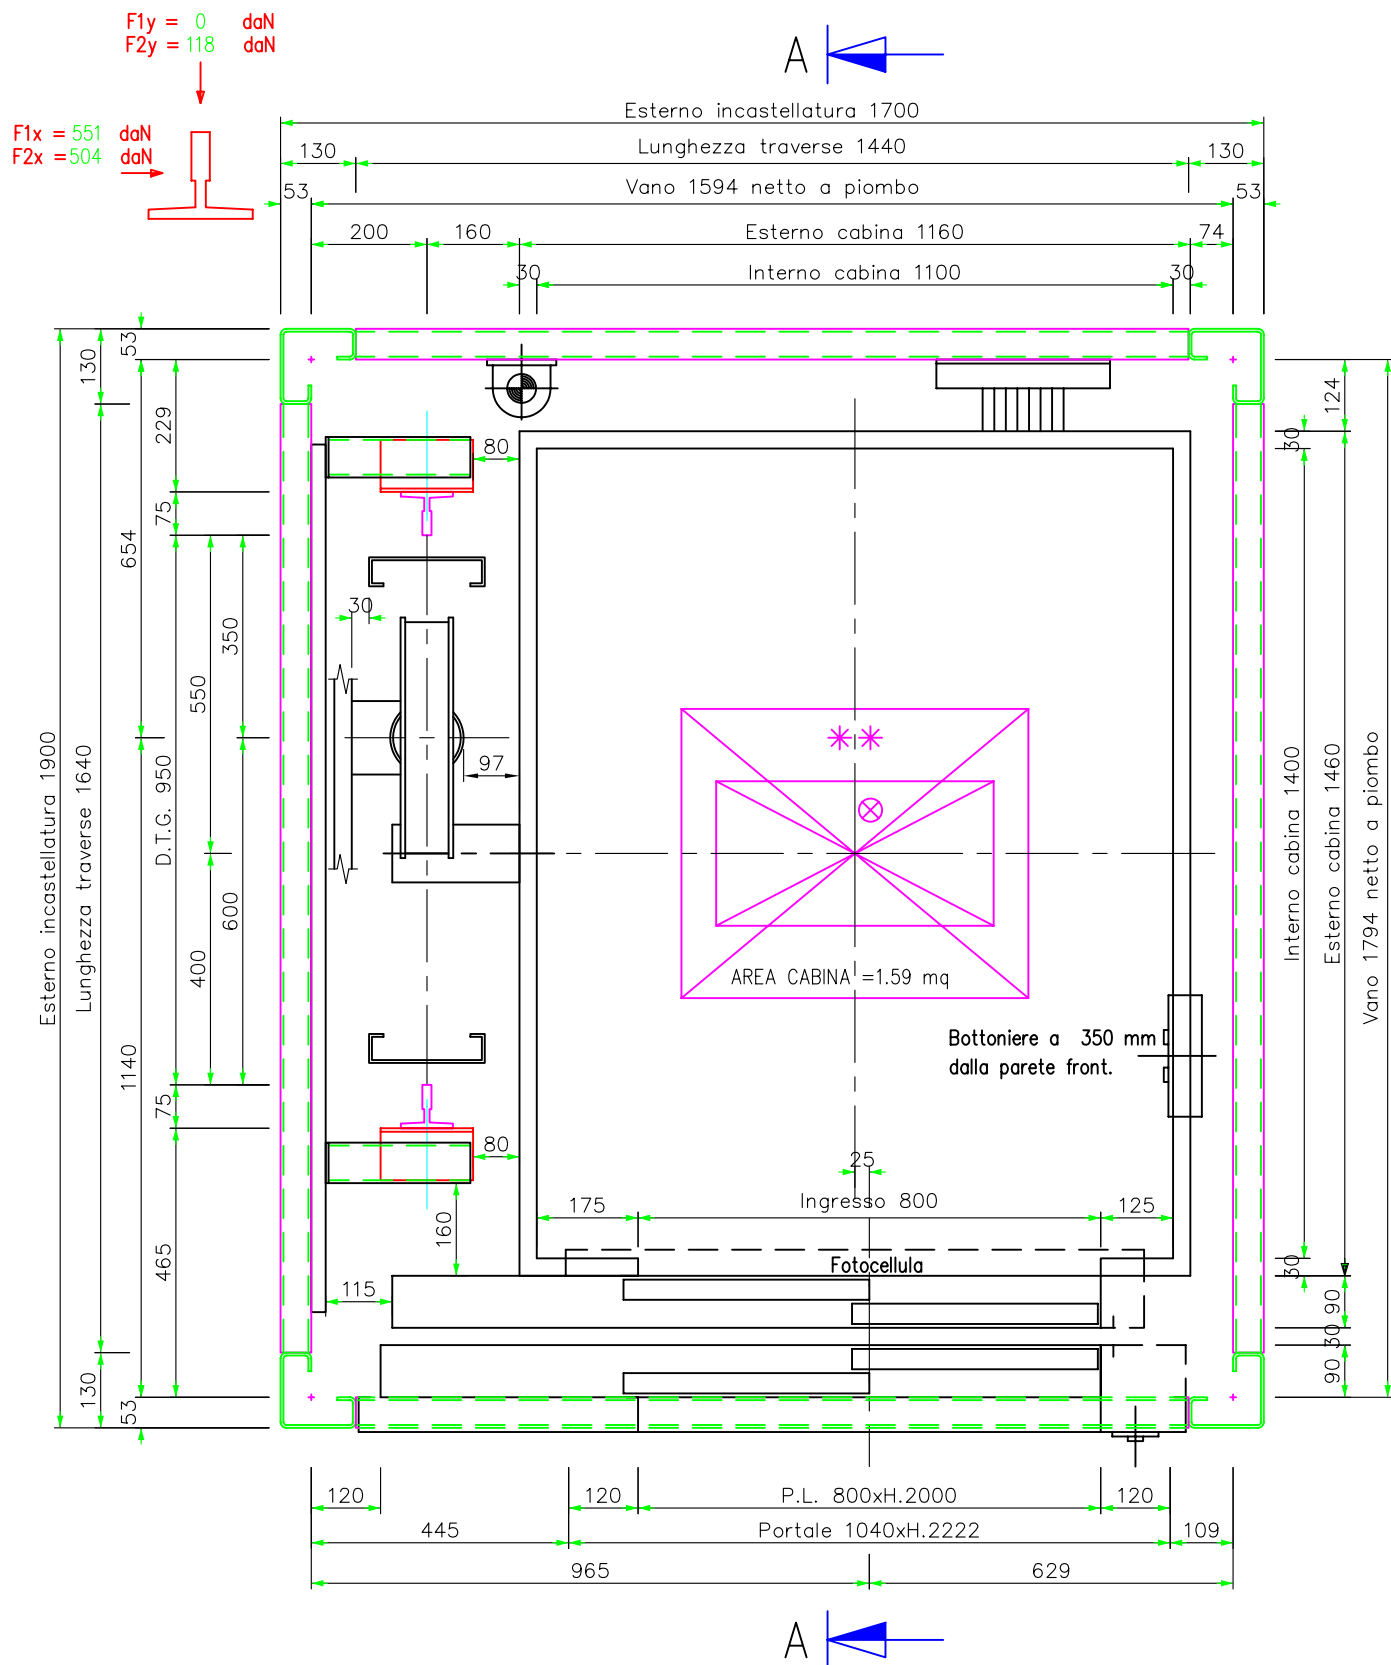 F1y = 0 daN
F2y = 118 daN
A
F1x = 551 daN
F2x = 504 daN
Esterno incastellatura 1700
130
Lunghezza traverse 1440
130
53
Vano 1594 netto a piombo
53
200
160
Esterno cabina 1160
74
30
Interno cabina 1100
30
53
130
229
75
654
80
124
30
30
350
550
Esterno incastellatura 1900
Lunghezza traverse 1640
D.T.G. 950
97
600
400
1140
75
465
130
53
Interno cabina 1400
Esterno cabina 1460
Vano 1794 netto a piombo
AREA CABINA =1.59 mq
Bottoniere a 350 mm
dalla parete front.
80
160
25
175
Ingresso 800
125
Fotocellula
115
30
90
30
90
120
120
P.L. 800xH.2000
120
445
Portale 1040xH.2222
109
965
629
A